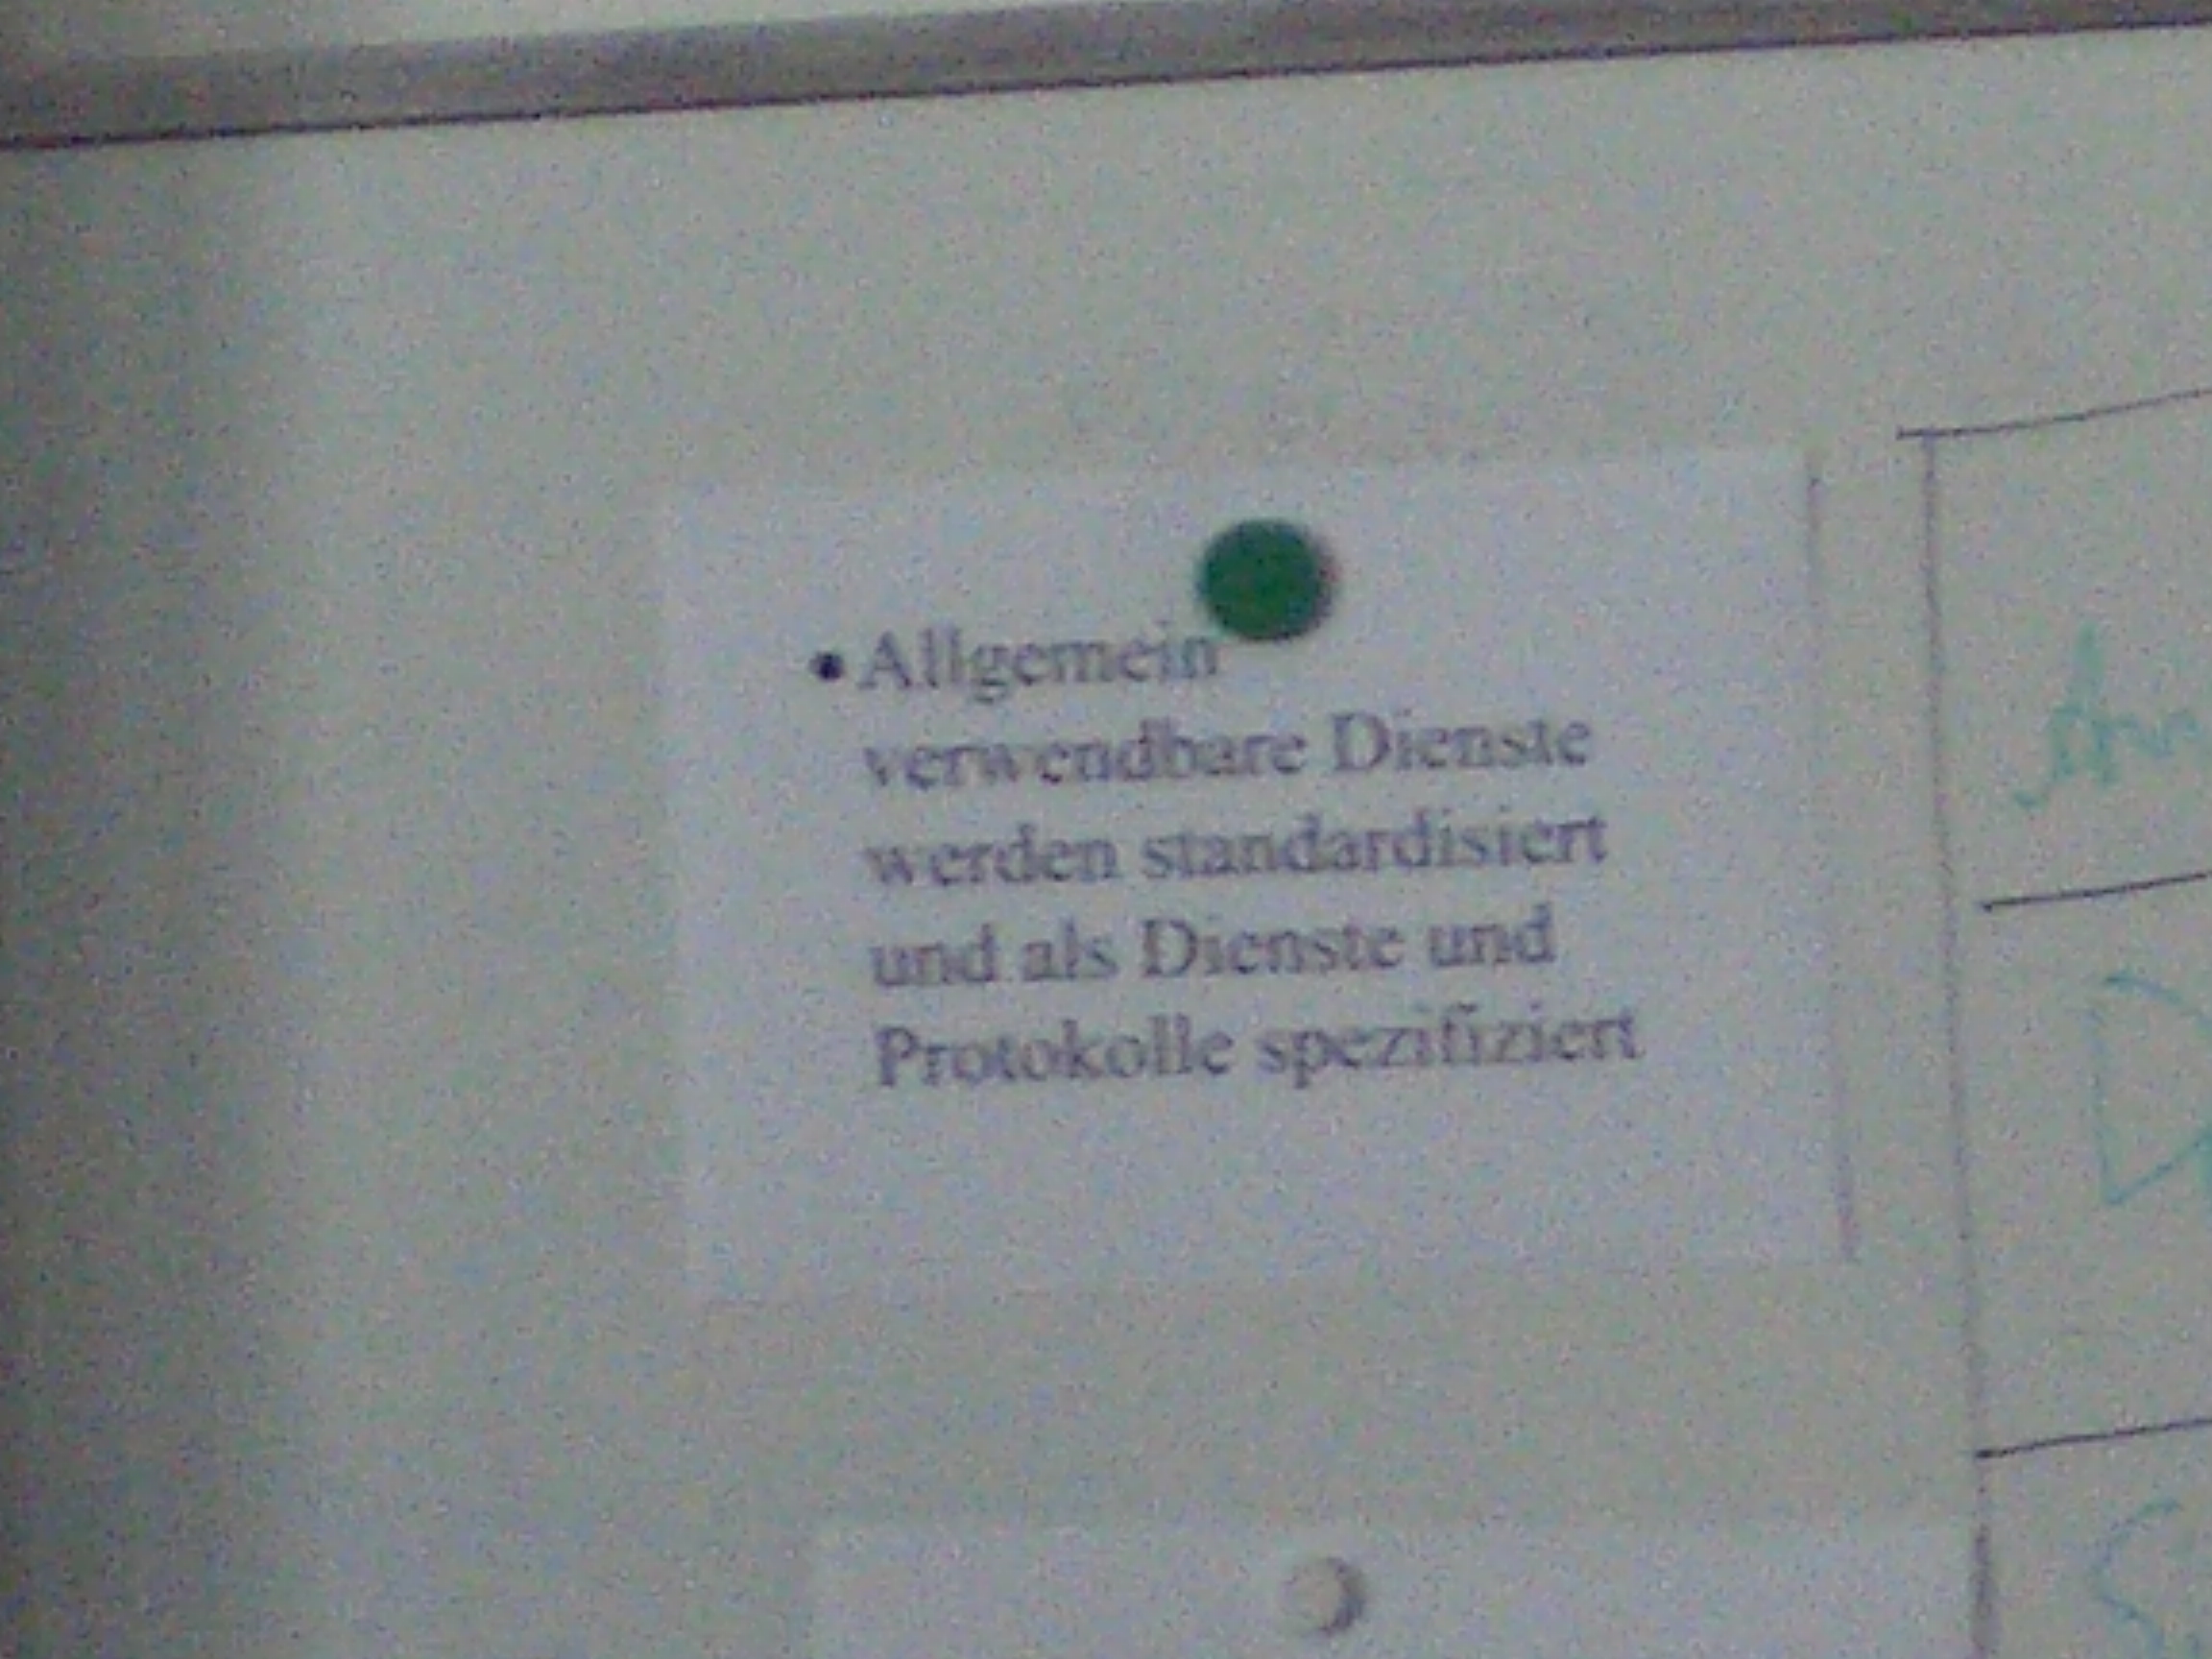 • Allgemein
verwendbare Dienste
werden standardisiert
und als Dienste und
Protokolle spezifiziert